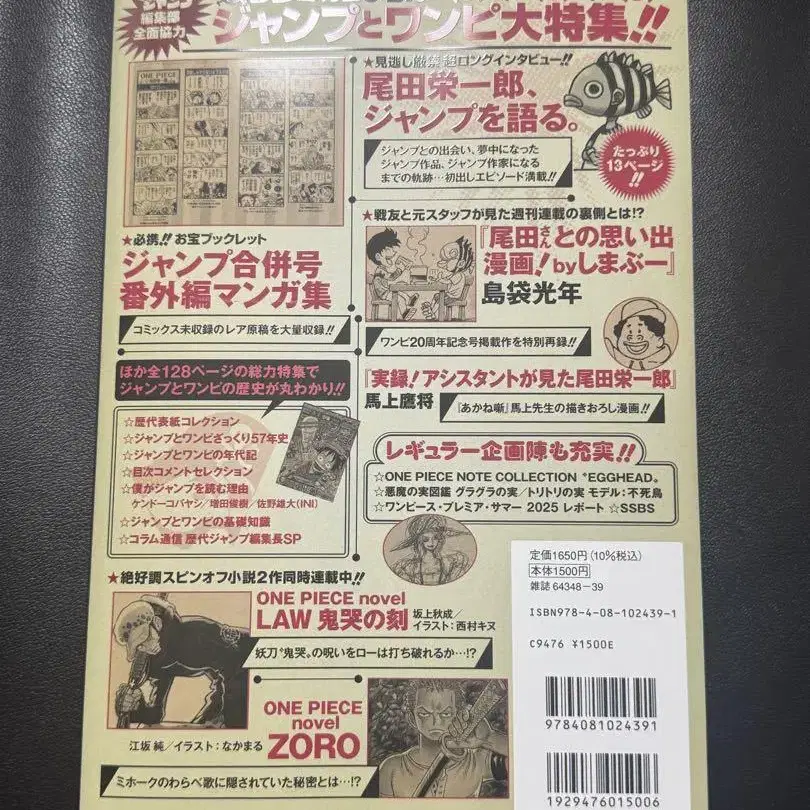 ジャンプ
編集部
全面協力
ジャンプとワンピ大特集!!
★見逃し厳禁 超ロングインタビュー!!
尾田栄一郎、
ジャンプを語る。
ジャンプとの出会い、夢中になった
ジャンプ作品、ジャンプ作家になる
までの軌跡…初出しエピソード満載!!
たっぷり
13ページ
!!
ONE PIECE
★必携!! お宝ブックレット
ジャンプ合併号
番外編マンガ集
コミックス未収録のレア原稿を大量収録!!
★戦友と元スタッフが見た週刊連載の裏側とは!?
『尾田さんとの思い出
漫画!byしまぶー』
島袋光年
ワンピ20周年記念号掲載作を特別再録!!
『実録!アシスタントが見た尾田栄一郎』
馬上鷹将
『あかね噺』馬上先生の描きおろし漫画!!
ほか全128ページの総力特集で
ジャンプとワンピの歴史が丸わかり!!
☆歴代表紙コレクション
☆ジャンプとワンピざっくり57年史
☆ジャンプとワンピの年代記
☆目次コメントセレクション
☆僕がジャンプを読む理由
ケンドーコバヤシ/増田俊樹/佐野雄大(INI)
☆ジャンプとワンピの基礎知識
☆コラム通信 歴代ジャンプ編集長SP
レギュラー企画陣も充実!!
☆ONE PIECE NOTE COLLECTION "EGGHEAD"
☆悪魔の実図鑑 グラグラの実/トリトリの実 モデル:不死鳥
☆ワンピース・プレミア・サマー 2025 レポート ☆SSBS
★絶好調スピンオフ小説2作同時連載中!!
ONE PIECE novel
LAW 鬼哭の刻
坂上秋成/
イラスト:西村キヌ
妖刀"鬼哭"の呪いをローは打ち破れるか…!?
ONE PIECE
novel
ZORO
江坂 純/イラスト:なかまる
ミホークのわらべ歌に隠されていた秘密とは…!?
定価1650円(10%税込)
本体1500円
雑誌 64348-39
ISBN978-4-08-102439-1
C9476 ¥1500E
9784081024391
1929476015006